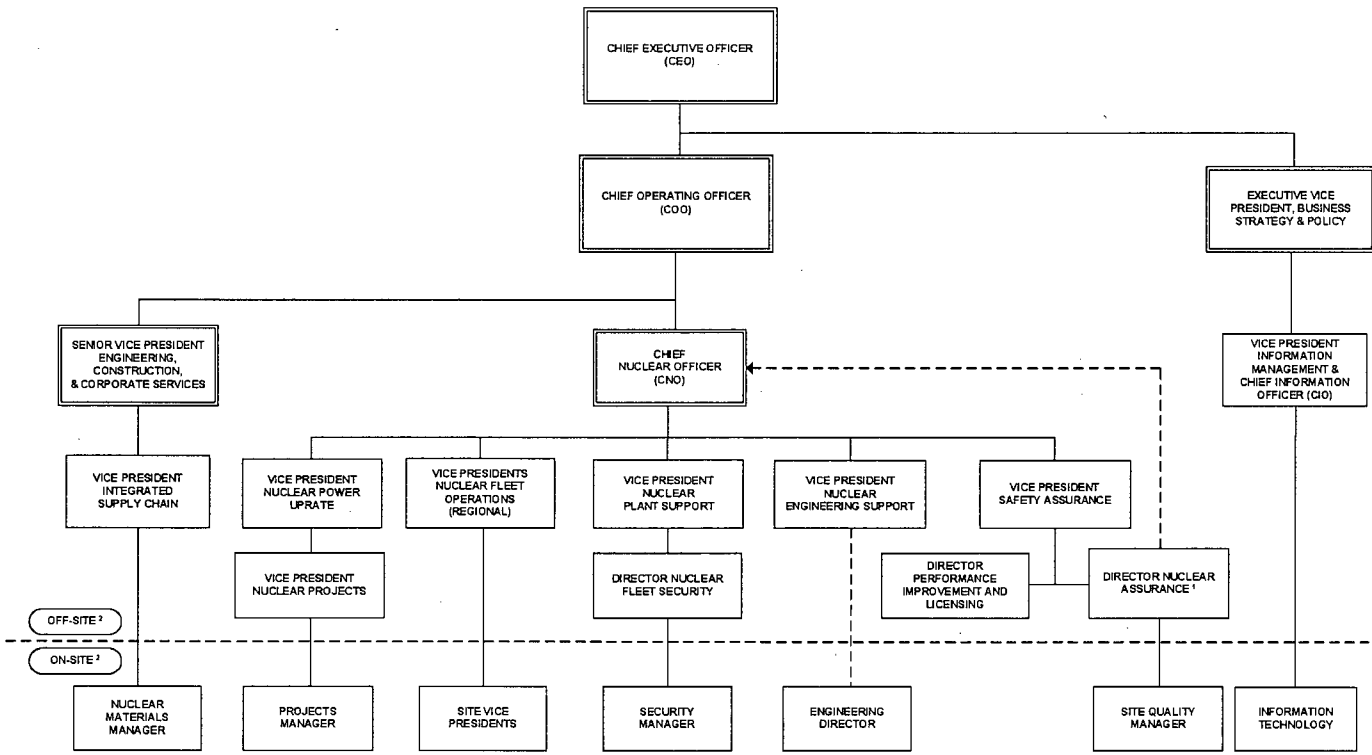 CHIEF EXECUTIVE OFFICER
(CEO)
CHIEF OPERATING OFFICER
(COO)
EXECUTIVE VICE
PRESIDENT, BUSINESS
STRATEGY & POLICY
SENIOR VICE PRESIDENT
ENGINEERING,
CONSTRUCTION,
& CORPORATE SERVICES
CHIEF
NUCLEAR OFFICER
(CNO)
VICE PRESIDENT
INFORMATION
MANAGEMENT &
CHIEF INFORMATION
OFFICER (CIO)
VICE PRESIDENT
INTEGRATED
SUPPLY CHAIN
VICE PRESIDENT
NUCLEAR POWER
UPRATE
VICE PRESIDENTS
NUCLEAR FLEET
OPERATIONS
(REGIONAL)
VICE PRESIDENT
NUCLEAR
PLANT SUPPORT
VICE PRESIDENT
NUCLEAR
ENGINEERING SUPPORT
VICE PRESIDENT
SAFETY ASSURANCE
VICE PRESIDENT
NUCLEAR PROJECTS
DIRECTOR NUCLEAR
FLEET SECURITY
DIRECTOR
PERFORMANCE
IMPROVEMENT AND
LICENSING
DIRECTOR NUCLEAR
ASSURANCE ¹
OFF-SITE ²
ON-SITE ³
NUCLEAR
MATERIALS
MANAGER
PROJECTS
MANAGER
SITE VICE
PRESIDENTS
SECURITY
MANAGER
ENGINEERING
DIRECTOR
SITE QUALITY
MANAGER
INFORMATION
TECHNOLOGY